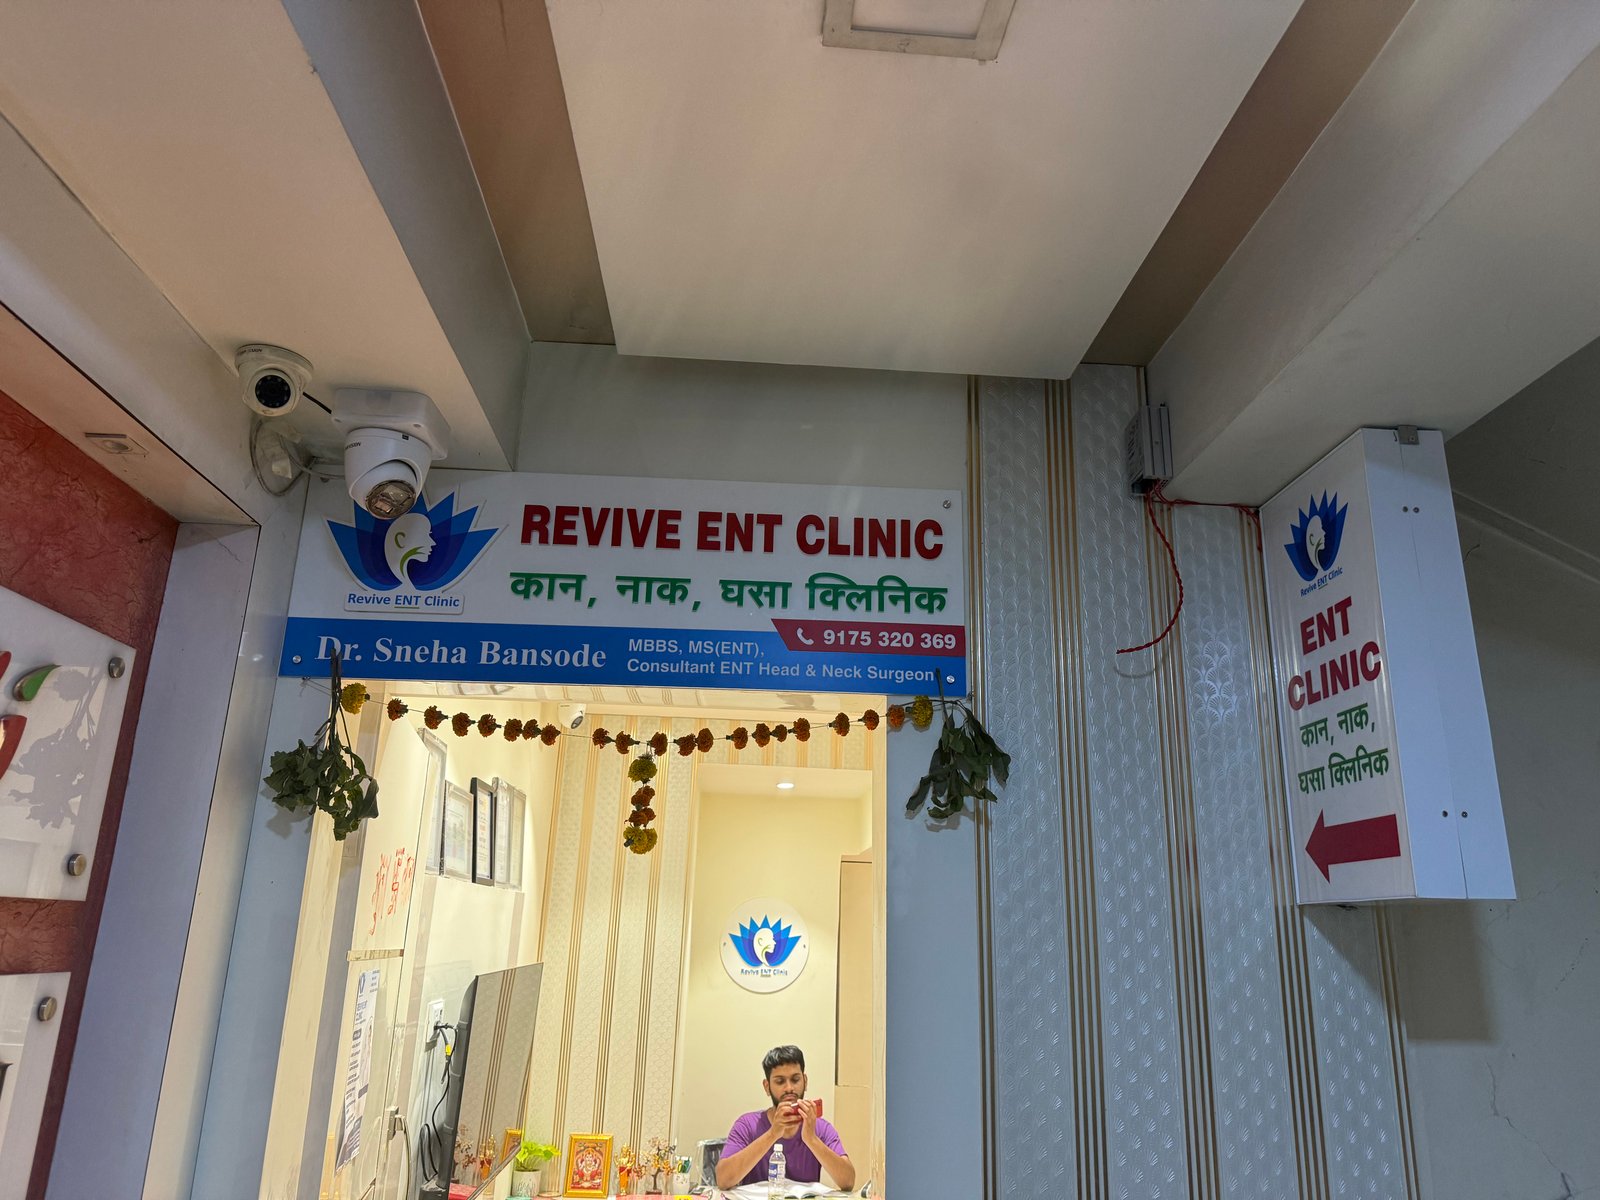 REVIVE ENT CLINIC
कान, नाक, घसा क्लिनिक
Revive ENT Clinic
9175 320 369
Dr. Sneha Bansode
MBBS, MS(ENT),
Consultant ENT Head & Neck Surgeon
Revive ENT Clinic
ENT
CLINIC
कान, नाक,
घसा क्लिनिक
Revive ENT Clinic